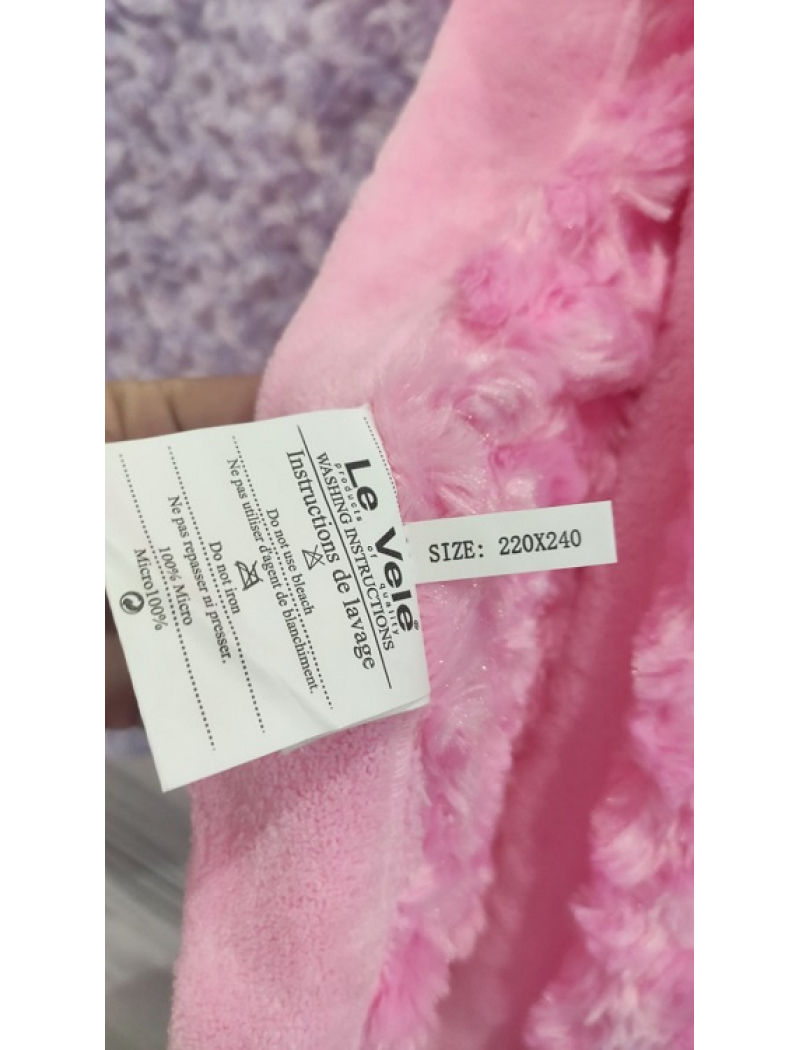 Le Vele®
products of quality
WASHING INSTRUCTIONS
Instructions de lavage
Do not use bleach
Ne pas utiliser d'agent de blanchiment.
Do not iron
Ne pas repasser ni presser.
100% Micro
Micro100%
SIZE: 220X240